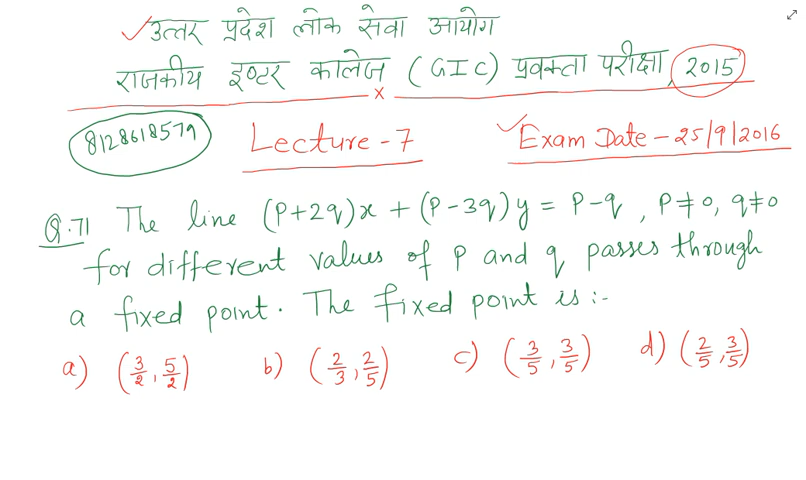 उत्तर प्रदेश लोक सेवा आयोग
राजकीय इण्टर कालेज (GIC) प्रवक्ता परीक्षा, 2015
8128618579 Lecture - 7 Exam Date - 25/9/2016
Q.71 The line (P+2q)x + (P-3q)y = P-q, P≠0, q≠0
for different values of P and q passes through
a fixed point. The fixed point is :-
a) (3/2, 5/2) b) (2/3, 2/5) c) (3/5, 3/5) d) (2/5, 3/5)